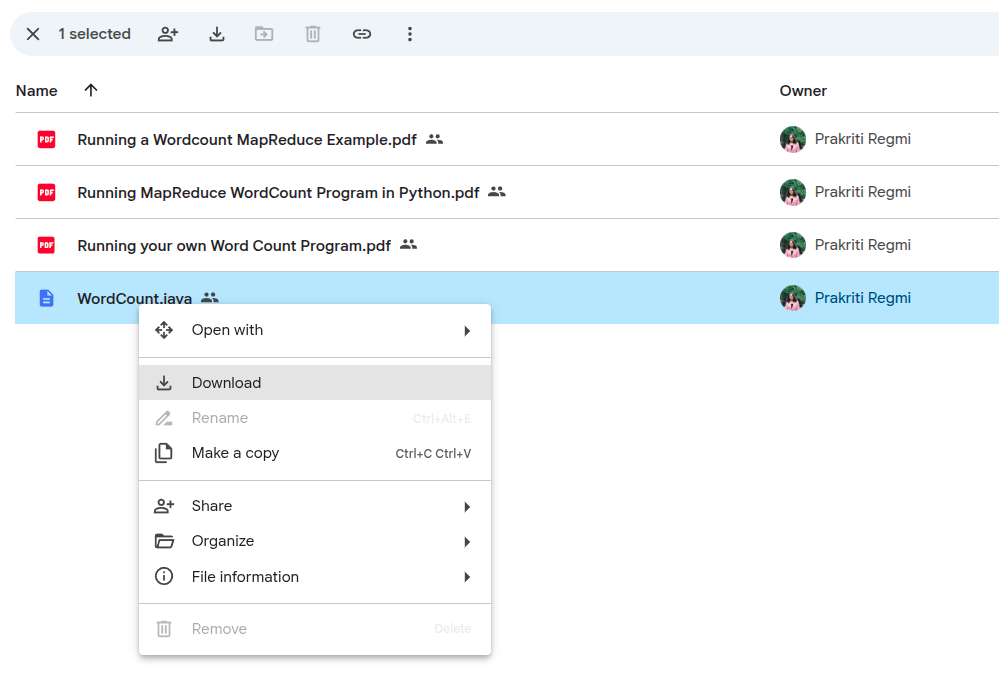 1 selected
Name Owner
PDF Running a Wordcount MapReduce Example.pdf Prakriti Regmi
PDF Running MapReduce WordCount Program in Python.pdf Prakriti Regmi
PDF Running your own Word Count Program.pdf Prakriti Regmi
WordCount.java Prakriti Regmi
Open with
Download
Rename Ctrl+Alt+E
Make a copy Ctrl+C Ctrl+V
Share
Organize
File information
Remove Delete